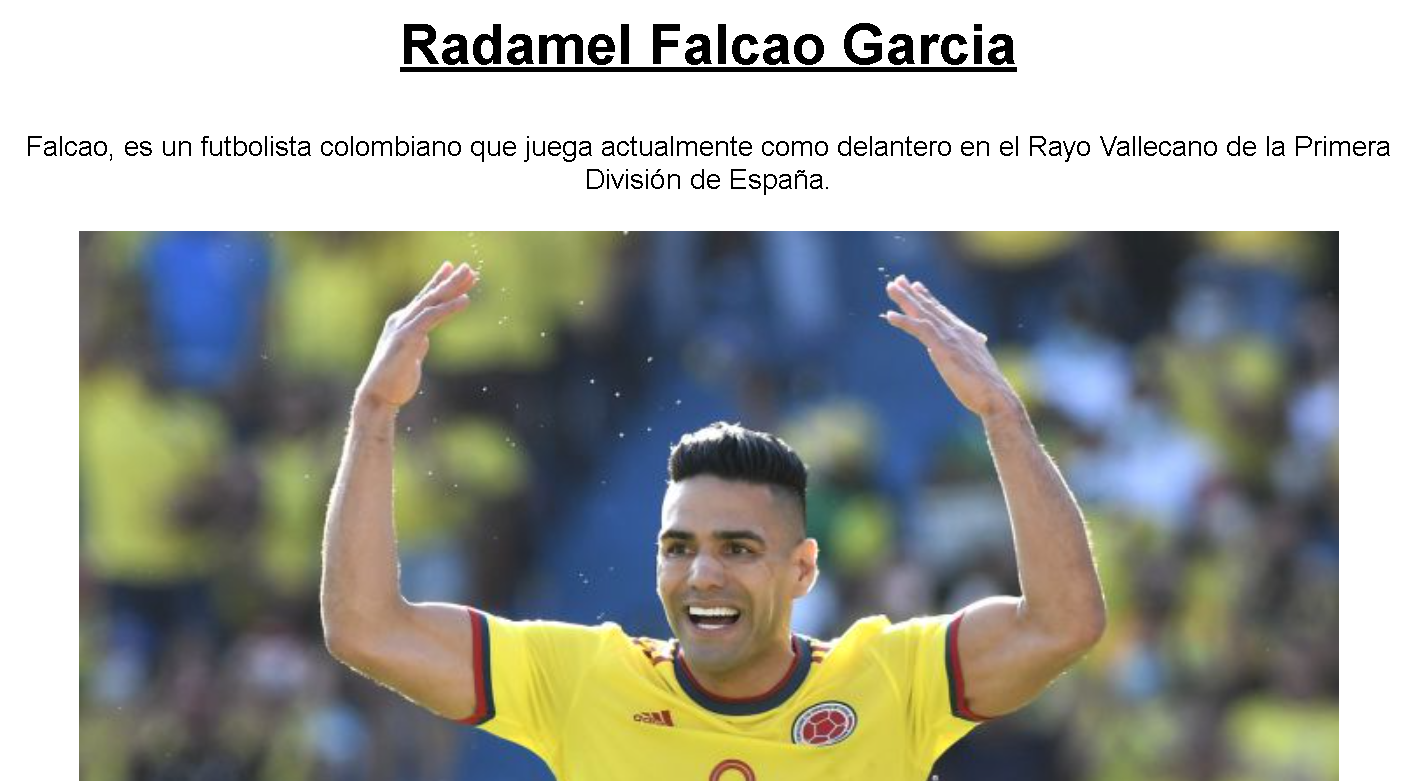 Radamel Falcao Garcia
Falcao, es un futbolista colombiano que juega actualmente como delantero en el Rayo Vallecano de la Primera
División de España.